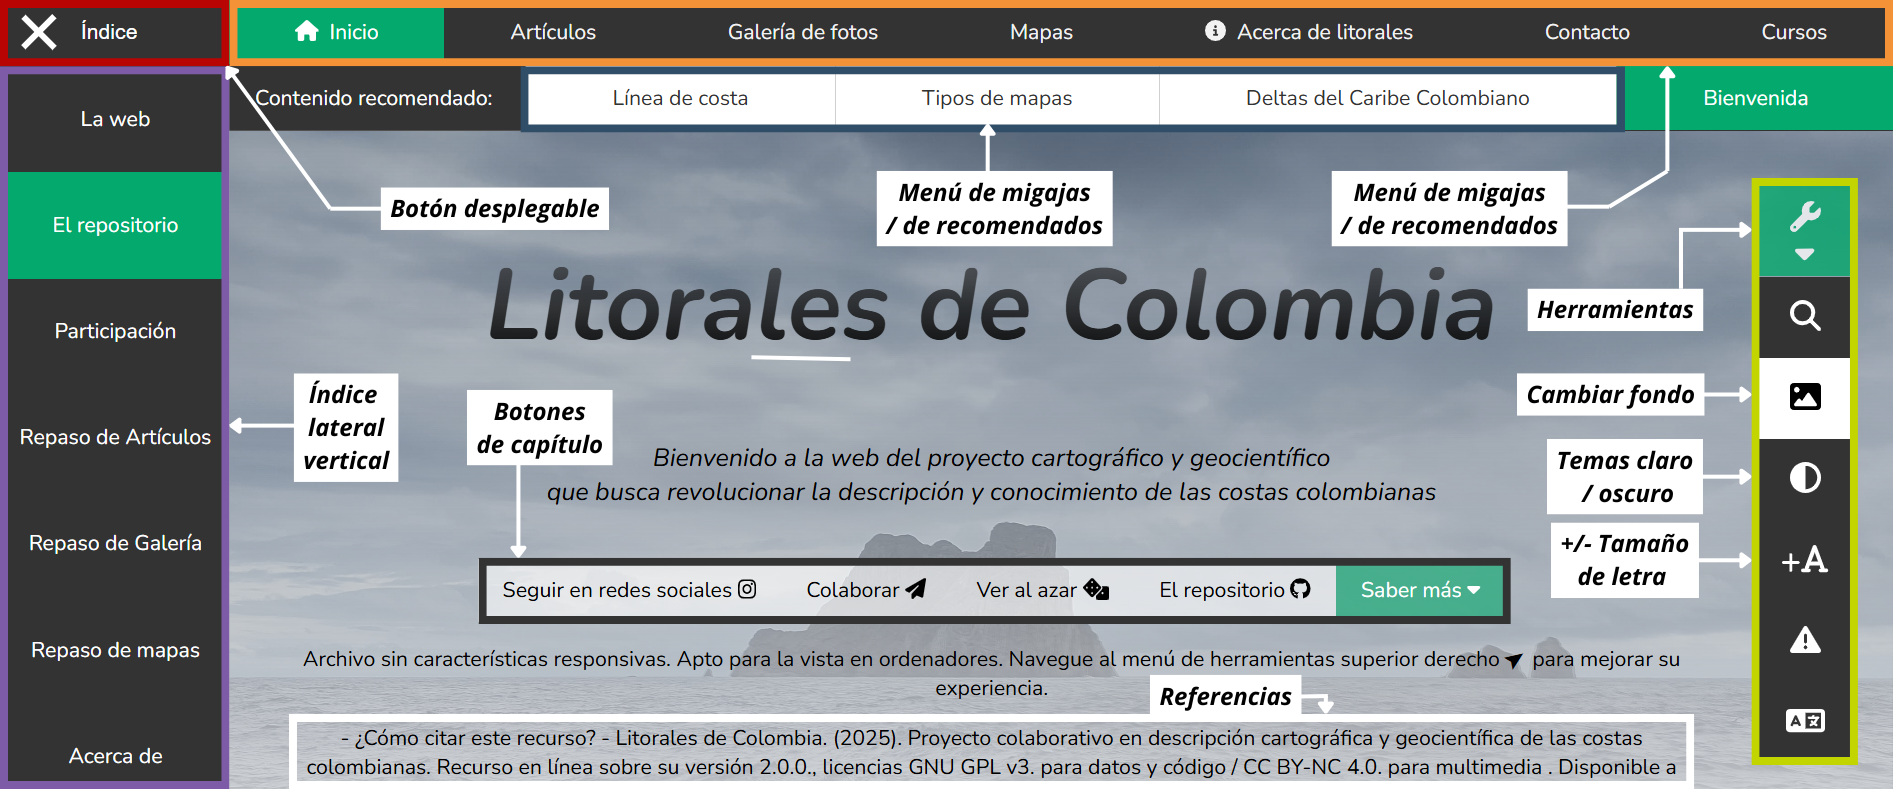 Índice
Inicio
Artículos
Galería de fotos
Mapas
Acerca de litorales
Contacto
Cursos
Contenido recomendado:
Línea de costa
Tipos de mapas
Deltas del Caribe Colombiano
Bienvenida
La web
El repositorio
Participación
Repaso de Artículos
Repaso de Galería
Repaso de mapas
Acerca de
Botón desplegable
Menú de migajas
/ de recomendados
Menú de migajas
/ de recomendados
Herramientas
Litorales de Colombia
Cambiar fondo
Índice
lateral
vertical
Botones
de capítulo
Bienvenido a la web del proyecto cartográfico y geocientífico
que busca revolucionar la descripción y conocimiento de las costas colombianas
Temas claro
/ oscuro
+/- Tamaño
de letra
+A
A 文
Seguir en redes sociales
Colaborar
Ver al azar
El repositorio
Saber más
Archivo sin características responsivas. Apto para la vista en ordenadores. Navegue al menú de herramientas superior derecho para mejorar su
experiencia.
Referencias
- ¿Cómo citar este recurso? - Litorales de Colombia. (2025). Proyecto colaborativo en descripción cartográfica y geocientífica de las costas
colombianas. Recurso en línea sobre su versión 2.0.0., licencias GNU GPL v3. para datos y código / CC BY-NC 4.0. para multimedia . Disponible a